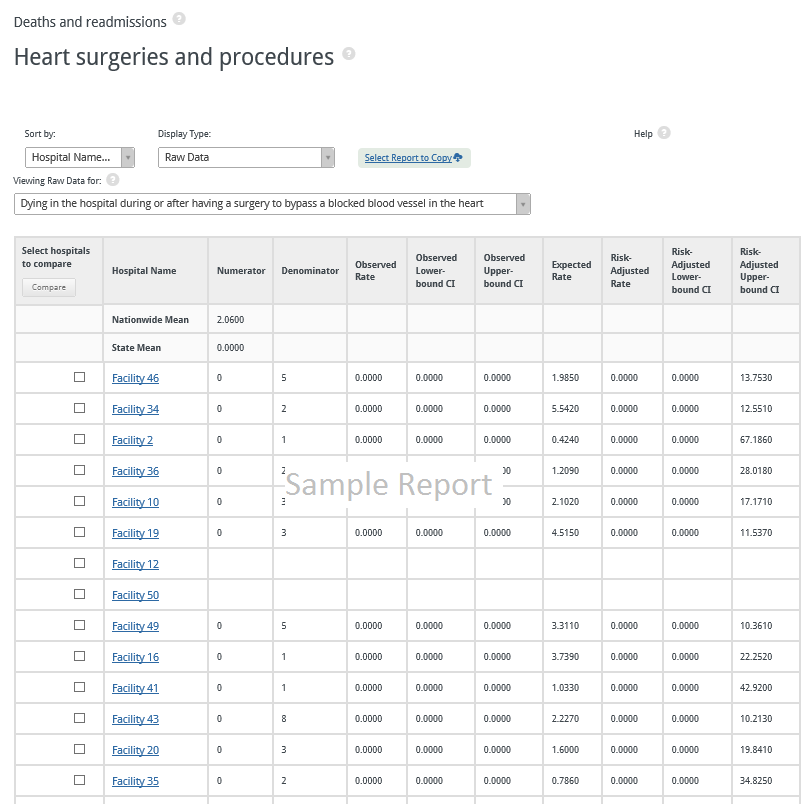 Deaths and readmissions ?
Heart surgeries and procedures ?
Sort by: Display Type: Help ?
Hospital Name... Raw Data Select Report to Copy
Viewing Raw Data for: ?
Dying in the hospital during or after having a surgery to bypass a blocked blood vessel in the heart
Select hospitals to compare Compare Hospital Name Numerator Denominator Observed Rate Observed Lower-bound CI Observed Upper-bound CI Expected Rate Risk-Adjusted Rate Risk-Adjusted Lower-bound CI Risk-Adjusted Upper-bound CI
Nationwide Mean 2.0600
State Mean 0.0000
Facility 46 0 5 0.0000 0.0000 0.0000 1.9850 0.0000 0.0000 13.7530
Facility 34 0 2 0.0000 0.0000 0.0000 5.5420 0.0000 0.0000 12.5510
Facility 2 0 1 0.0000 0.0000 0.0000 0.4240 0.0000 0.0000 67.1860
Facility 36 0 2 00 1.2090 0.0000 0.0000 28.0180
Sample Report
Facility 10 0 3 00 2.1020 0.0000 0.0000 17.1710
Facility 19 0 3 0.0000 0.0000 0.0000 4.5150 0.0000 0.0000 11.5370
Facility 12
Facility 50
Facility 49 0 5 0.0000 0.0000 0.0000 3.3110 0.0000 0.0000 10.3610
Facility 16 0 1 0.0000 0.0000 0.0000 3.7390 0.0000 0.0000 22.2520
Facility 41 0 1 0.0000 0.0000 0.0000 1.0330 0.0000 0.0000 42.9200
Facility 43 0 8 0.0000 0.0000 0.0000 2.2270 0.0000 0.0000 10.2130
Facility 20 0 3 0.0000 0.0000 0.0000 1.6000 0.0000 0.0000 19.8410
Facility 35 0 2 0.0000 0.0000 0.0000 0.7860 0.0000 0.0000 34.8250